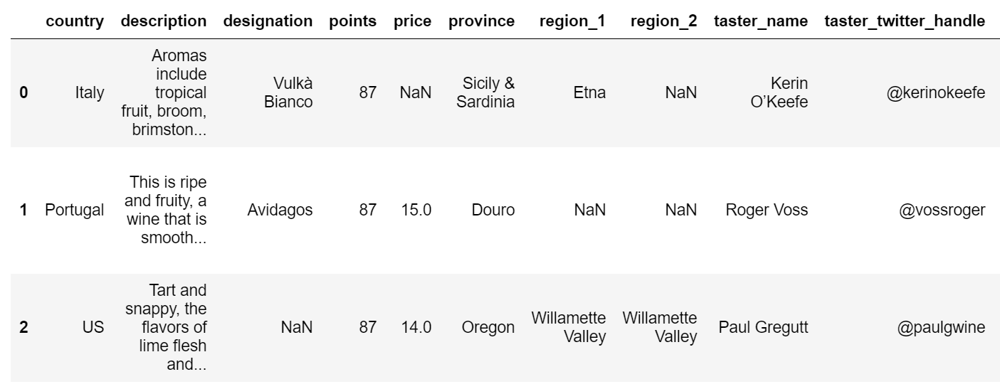 country description designation points price province region_1 region_2 taster_name taster_twitter_handle
0 Italy Aromas include tropical fruit, broom, brimston... Vulkà Bianco 87 NaN Sicily & Sardinia Etna NaN Kerin O’Keefe @kerinokeefe
1 Portugal This is ripe and fruity, a wine that is smooth... Avidagos 87 15.0 Douro NaN NaN Roger Voss @vossroger
2 US Tart and snappy, the flavors of lime flesh and... NaN 87 14.0 Oregon Willamette Valley Willamette Valley Paul Gregutt @paulgwine